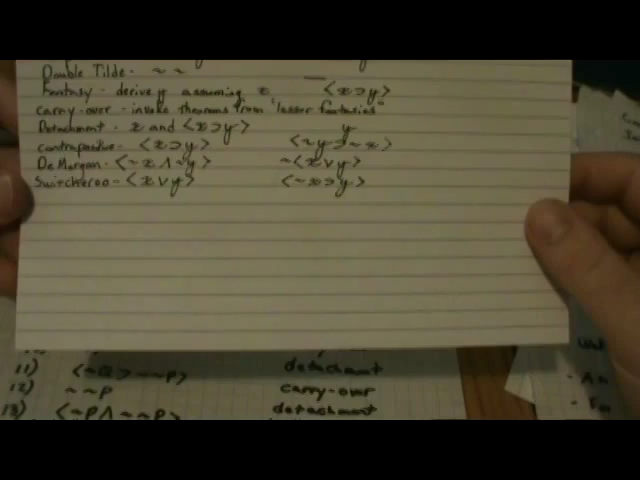 Double Tilde - ~ ~
Fantasy - derive y assuming x <x⊃y>
carry-over - invoke theorems from "lesser fantasies"
Detachment - x and <x⊃y> y
contrapositive <x⊃y> <~y⊃~x>
De Morgan - <~x∧~y> ~<x∨y>
Switcheroo - <x∨y> <~x⊃y>
11) <~Q⊃~~P> detachment
12) ~~P carry-over
13) <~P∧~~P> detachment